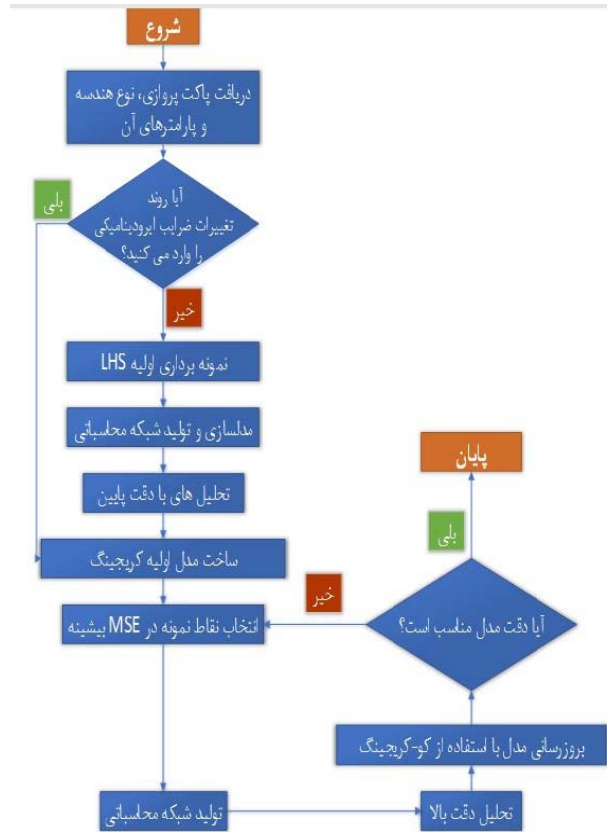 شروع
دریافت پاکت پروازی، نوع هندسه
و پارامترهای آن
آیا روند
تغییرات ضرایب ایرودینامیکی
را وارد می کنید؟
بلی
خیر
نمونه برداری اولیه LHS
مدلسازی و تولید شبکه محاسباتی
تحلیل های با دقت پایین
ساخت مدل اولیه کریجینگ
انتخاب نقاط نمونه در MSE بیشینه
تولید شبکه محاسباتی
تحلیل دقت بالا
بروزرسانی مدل با استفاده از کو-کریجینگ
آیا دقت مدل مناسب است؟
خیر
بلی
پایان